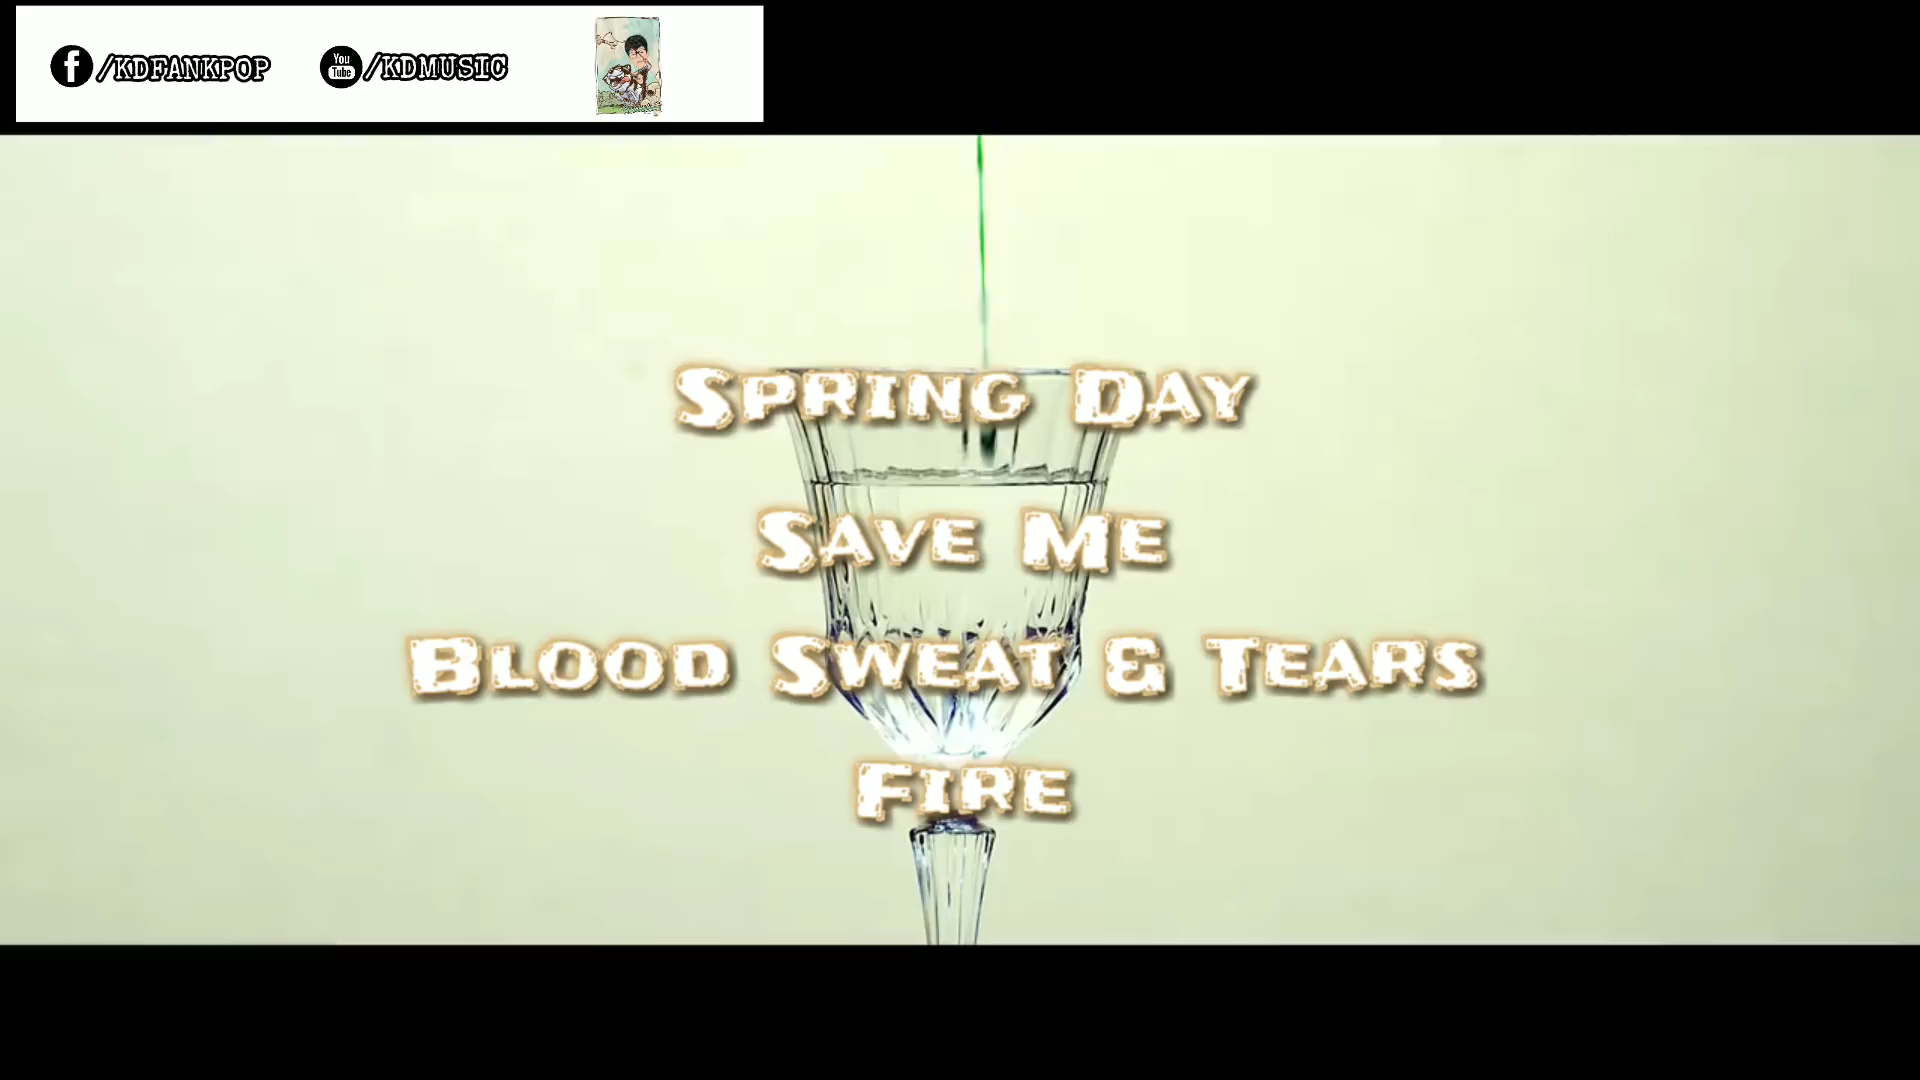 /KDFANKPOP
You Tube /KDMUSIC
Spring Day
Save Me
Blood Sweat & Tears
Fire